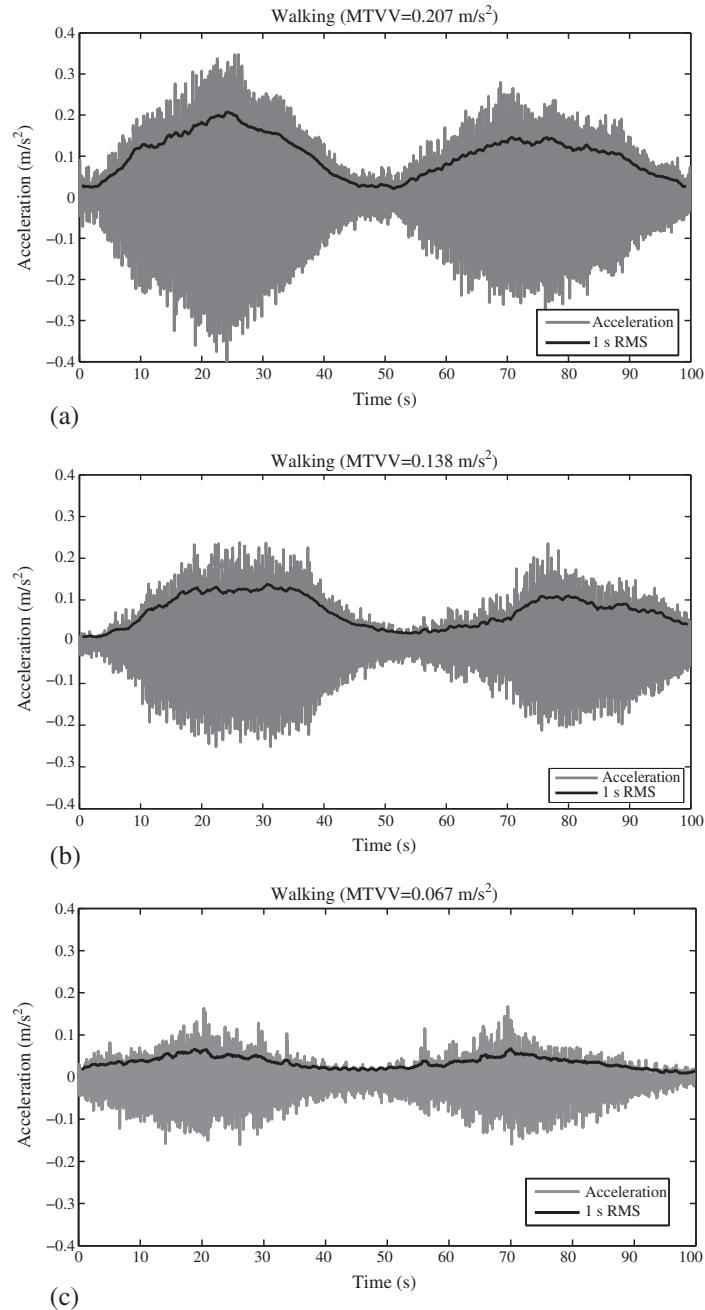 Walking (MTVV=0.207 m/s²)
0.4
0.3
0.2
0.1
0
−0.1
−0.2
−0.3
−0.4
Acceleration (m/s²)
Acceleration
1 s RMS
0 10 20 30 40 50 60 70 80 90 100
Time (s)
(a)
Walking (MTVV=0.138 m/s²)
0.4
0.3
0.2
0.1
0
−0.1
−0.2
−0.3
−0.4
Acceleration (m/s²)
Acceleration
1 s RMS
0 10 20 30 40 50 60 70 80 90 100
Time (s)
(b)
Walking (MTVV=0.067 m/s²)
0.4
0.3
0.2
0.1
0
−0.1
−0.2
−0.3
−0.4
Acceleration (m/s²)
Acceleration
1 s RMS
0 10 20 30 40 50 60 70 80 90 100
Time (s)
(c)